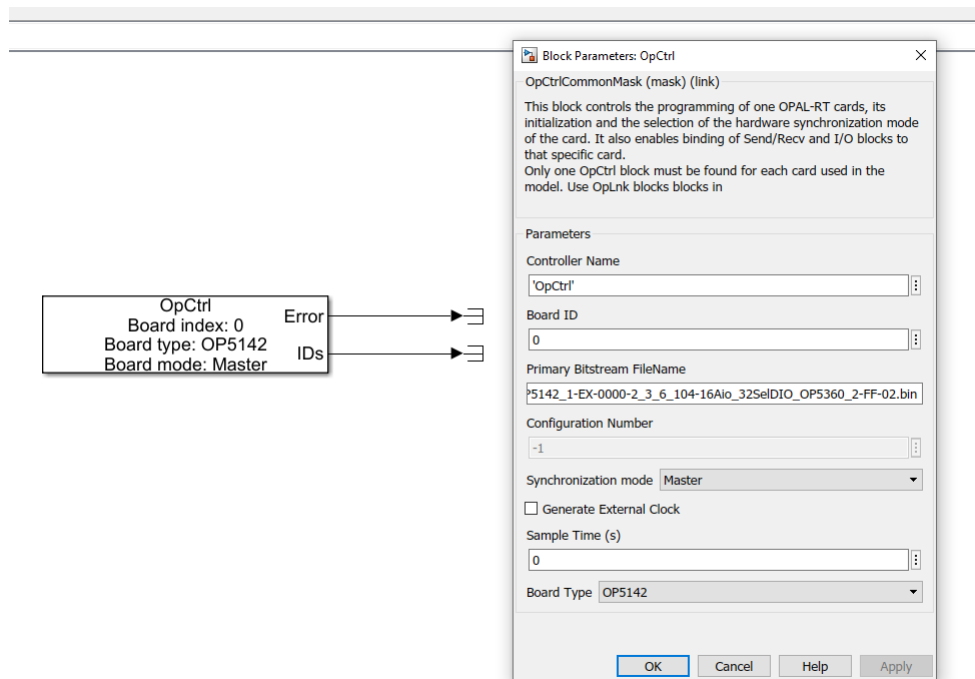 OpCtrl
Board index: 0
Board type: OP5142
Board mode: Master
Error
IDs
Block Parameters: OpCtrl
OpCtrlCommonMask (mask) (link)
This block controls the programming of one OPAL-RT cards, its
initialization and the selection of the hardware synchronization mode
of the card. It also enables binding of Send/Recv and I/O blocks to
that specific card.
Only one OpCtrl block must be found for each card used in the
model. Use OpLnk blocks blocks in
Parameters
Controller Name
'OpCtrl'
Board ID
0
Primary Bitstream FileName
P5142_1-EX-0000-2_3_6_104-16Aio_32SelDIO_OP5360_2-FF-02.bin
Configuration Number
-1
Synchronization mode Master
Generate External Clock
Sample Time (s)
0
Board Type OP5142
OK Cancel Help Apply